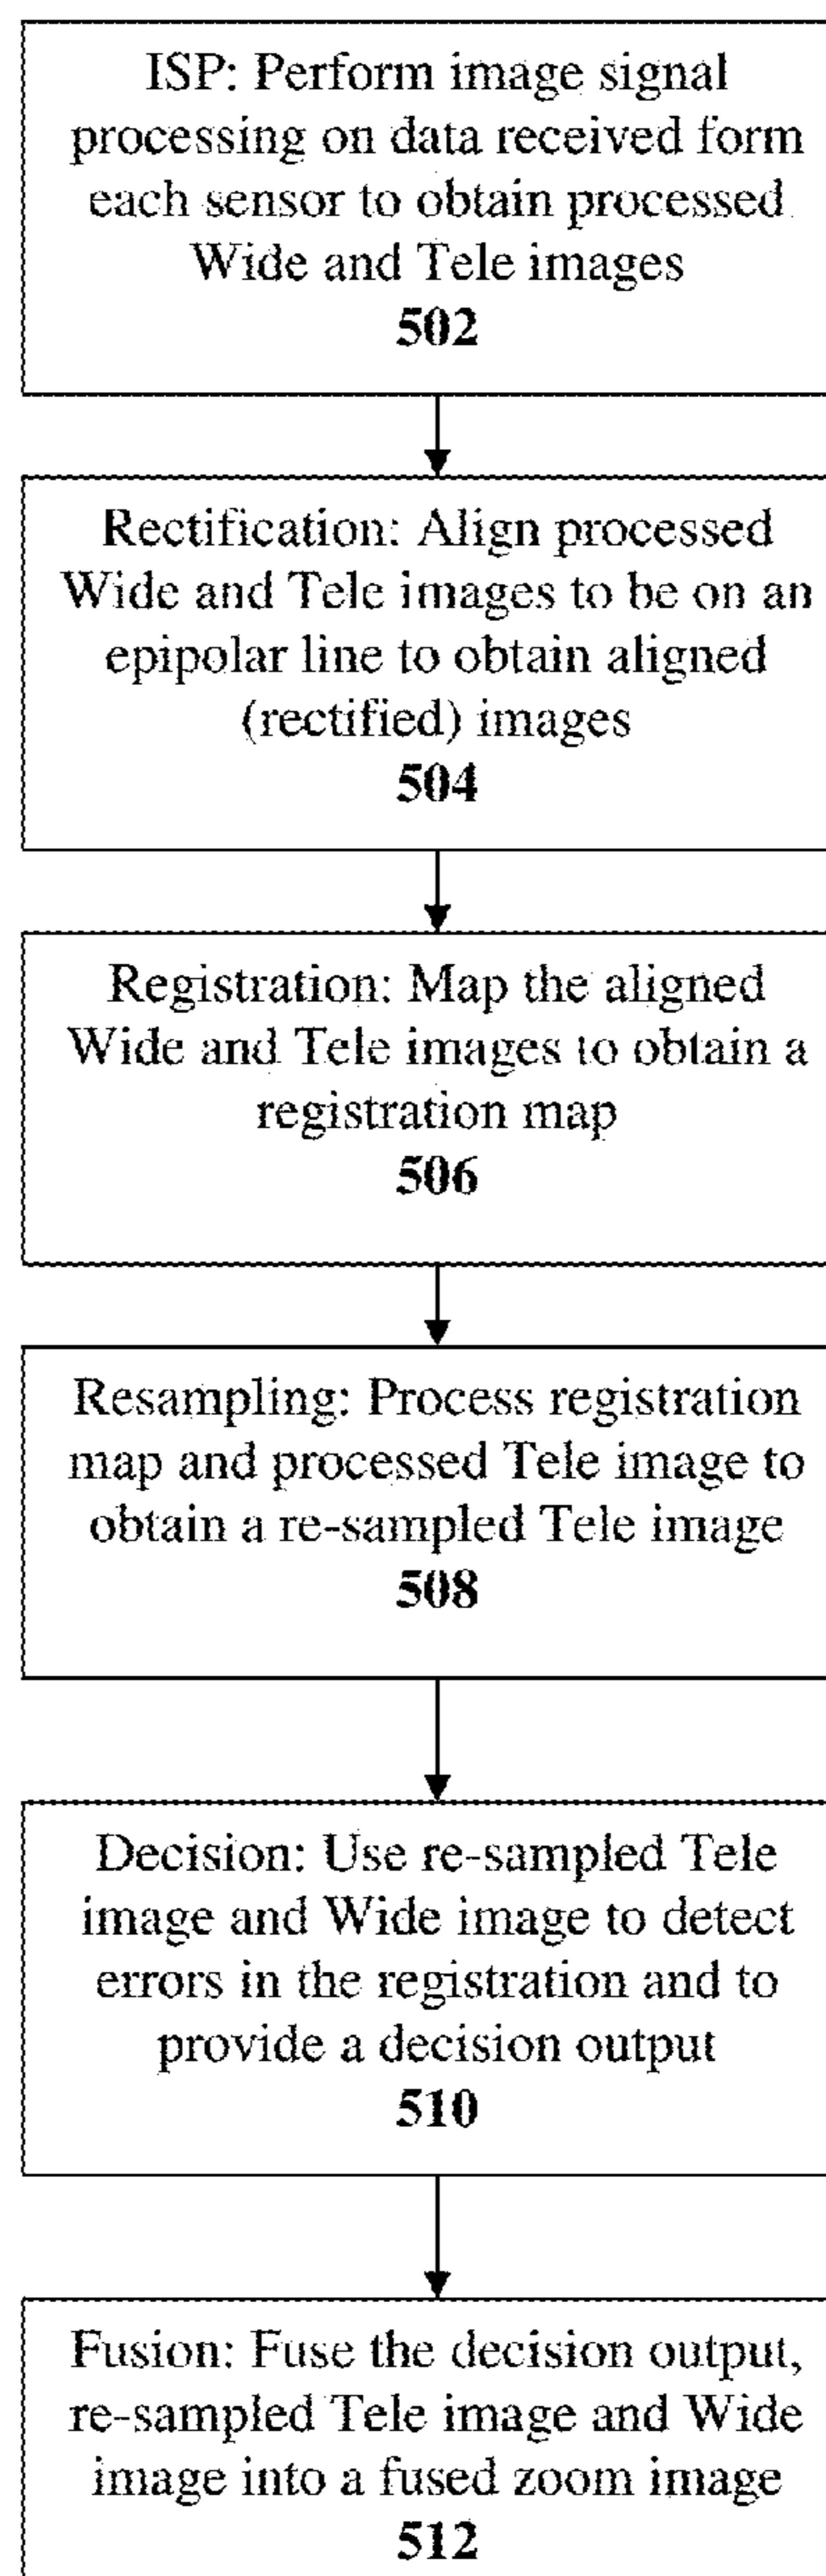 ISP: Perform image signal
processing on data received form
each sensor to obtain processed
Wide and Tele images
502
Rectification: Align processed
Wide and Tele images to be on an
epipolar line to obtain aligned
(rectified) images
504
Registration: Map the aligned
Wide and Tele images to obtain a
registration map
506
Resampling: Process registration
map and processed Tele image to
obtain a re-sampled Tele image
508
Decision: Use re-sampled Tele
image and Wide image to detect
errors in the registration and to
provide a decision output
510
Fusion: Fuse the decision output,
re-sampled Tele image and Wide
image into a fused zoom image
512